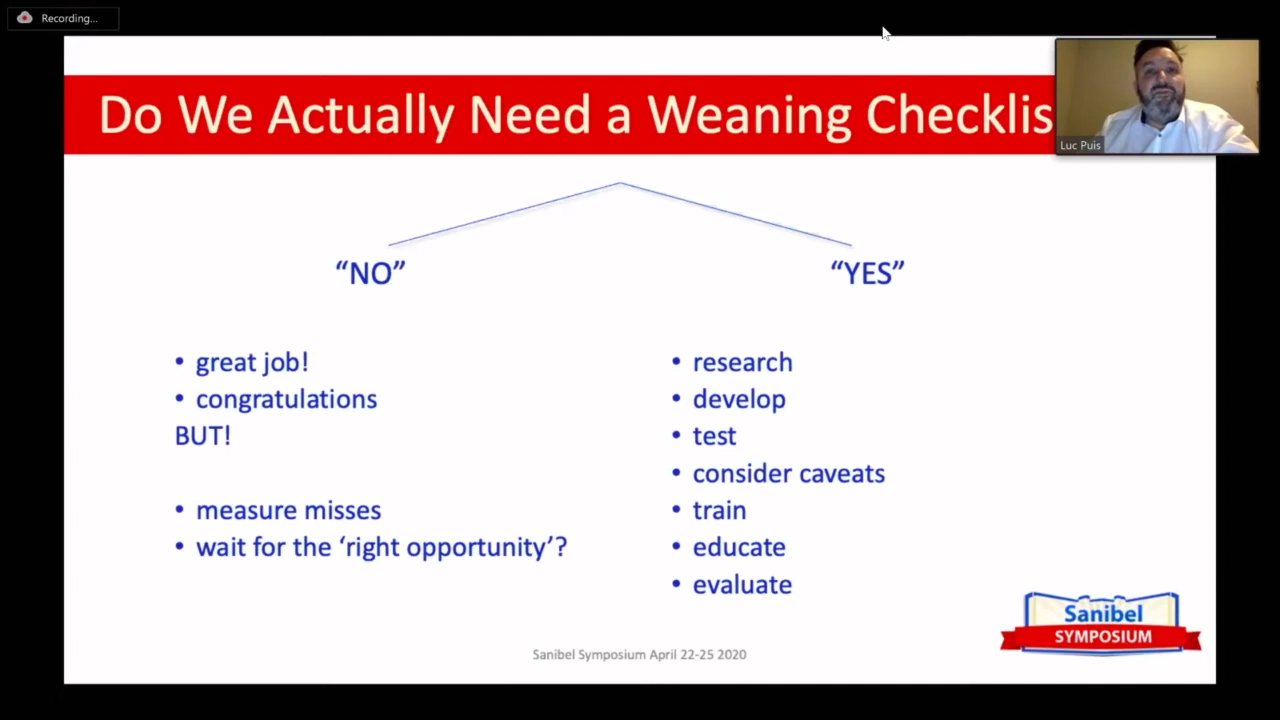 Recording...
Do We Actually Need a Weaning Checklis
Luc Puis
“NO”
“YES”
• great job!
• congratulations
BUT!
• measure misses
• wait for the ‘right opportunity’?
• research
• develop
• test
• consider caveats
• train
• educate
• evaluate
Sanibel
SYMPOSIUM
Sanibel Symposium April 22-25 2020